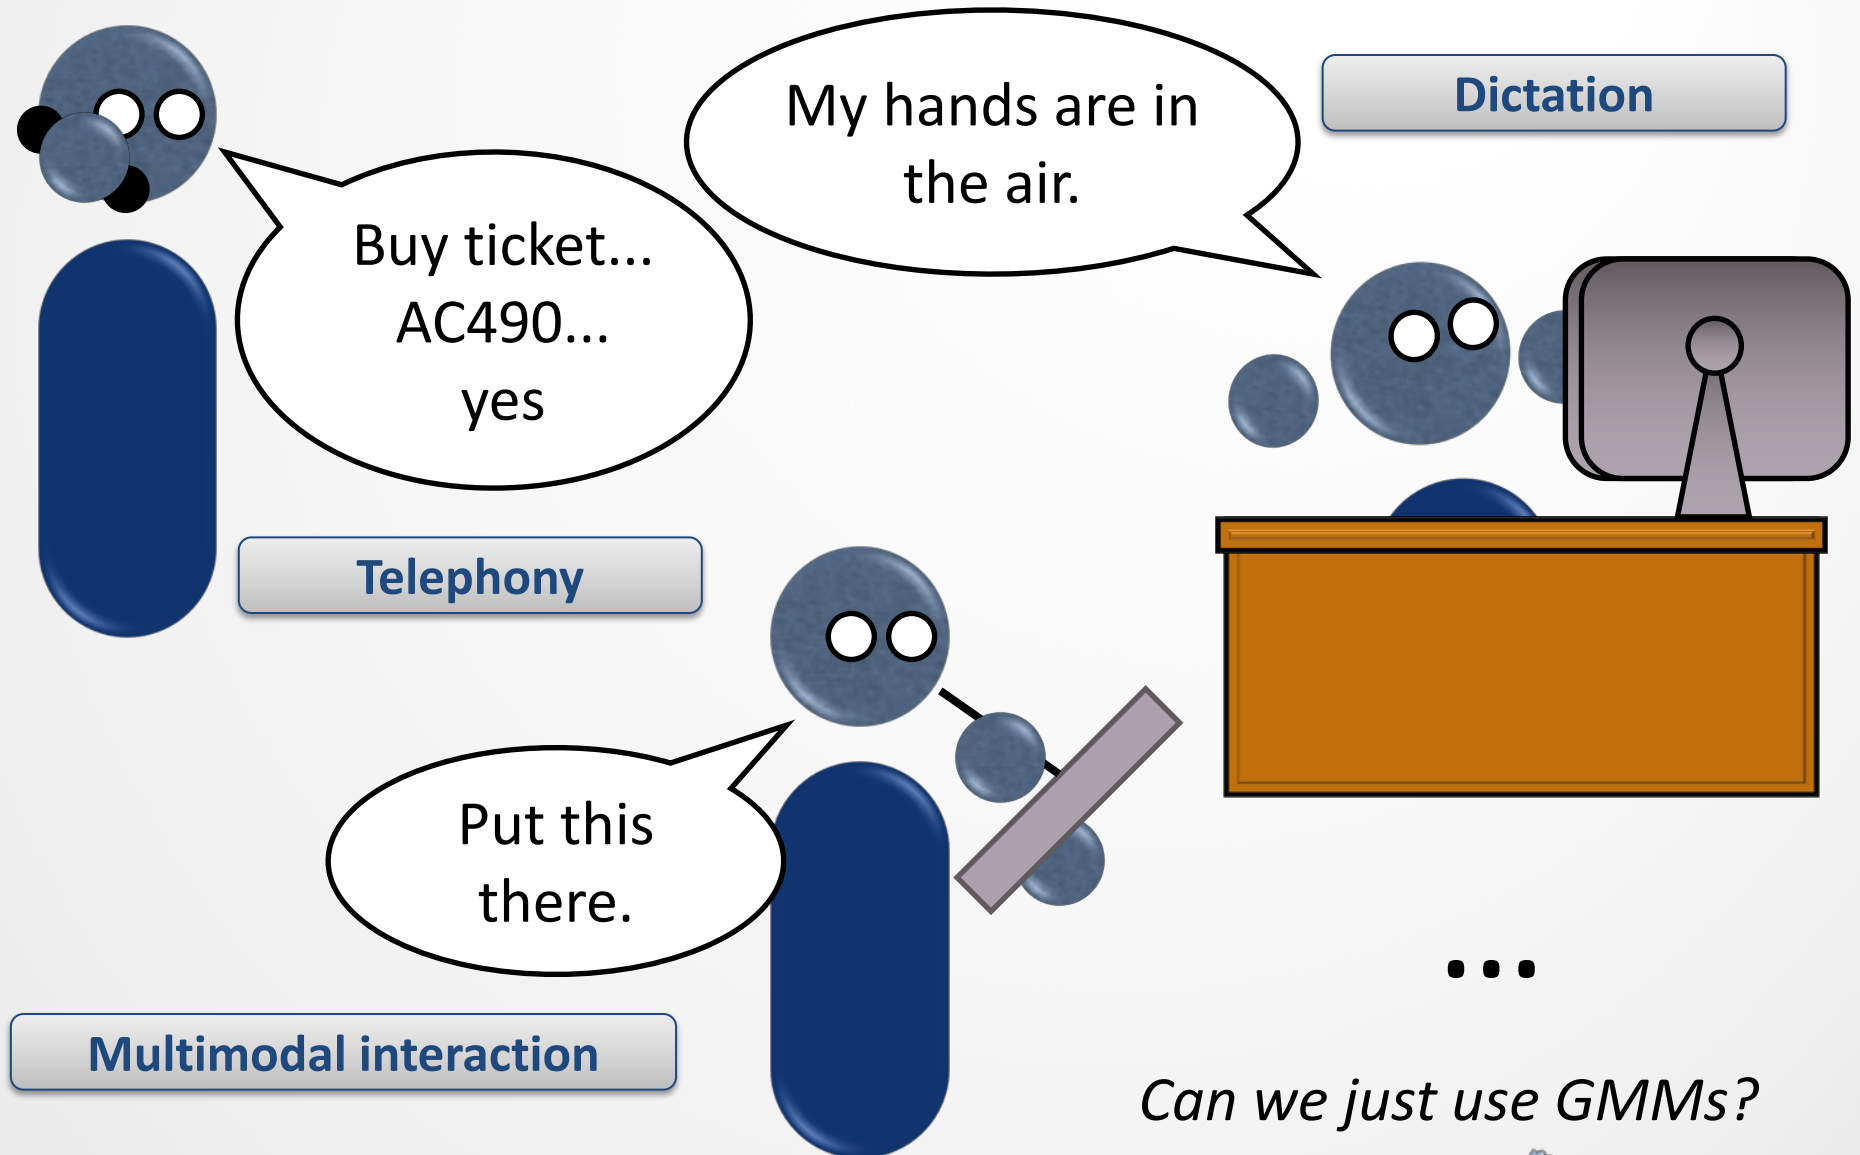 My hands are in
the air.
Dictation
Buy ticket...
AC490...
yes
Telephony
Put this
there.
Multimodal interaction
...
Can we just use GMMs?